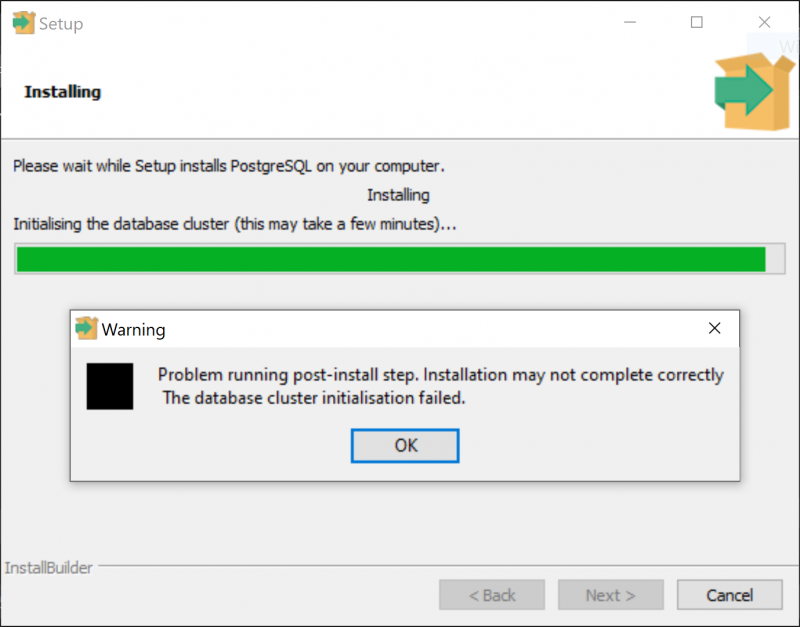 Setup
Wi
Installing
Please wait while Setup installs PostgreSQL on your computer.
Installing
Initialising the database cluster (this may take a few minutes)...
Warning
Problem running post-install step. Installation may not complete correctly
The database cluster initialisation failed.
OK
InstallBuilder
< Back
Next >
Cancel